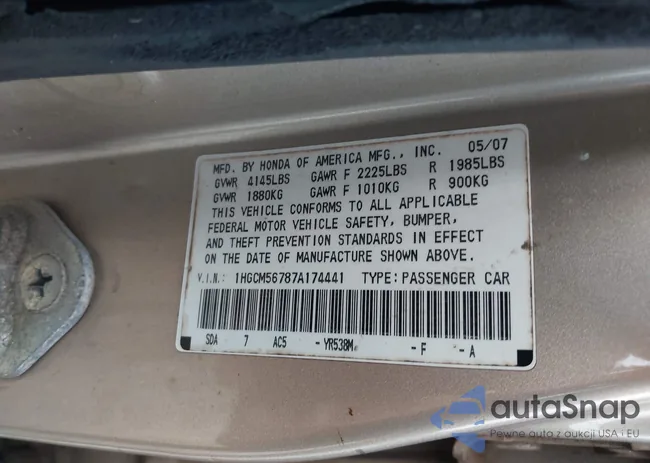 MFD. BY HONDA OF AMERICA MFG., INC. 05/07
GVWR 4145LBS GAWR F 2225LBS R 1985LBS
GVWR 1880KG GAWR F 1010KG R 900KG
THIS VEHICLE CONFORMS TO ALL APPLICABLE
FEDERAL MOTOR VEHICLE SAFETY, BUMPER,
AND THEFT PREVENTION STANDARDS IN EFFECT
ON THE DATE OF MANUFACTURE SHOWN ABOVE.
V.I.N.: 1HGCM56787A174441 TYPE: PASSENGER CAR
SDA 7 AC5 -YR538M -F -A
autaSnap
Pewne auta z aukcji USA i EU